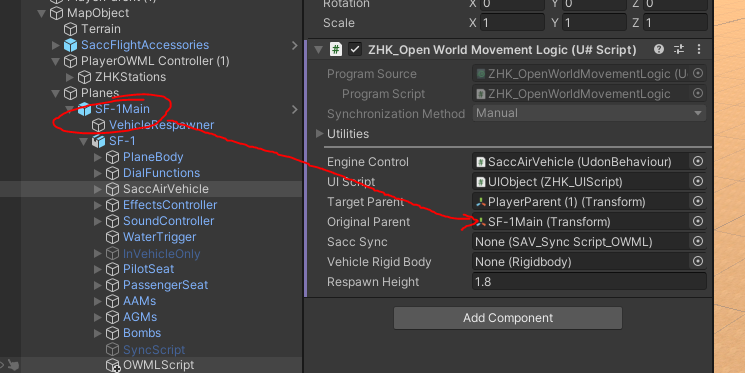 MapObject
Terrain
SaccFlightAccessories
PlayerOWML Controller (1)
ZHKStations
Planes
SF-1Main
VehicleRespawner
SF-1
PlaneBody
DialFunctions
SaccAirVehicle
EffectsController
SoundController
WaterTrigger
InVehicleOnly
PilotSeat
PassengerSeat
AAMs
AGMs
Bombs
SyncScript
OWMLScript
Rotation X 0 Y 0 Z 0
Scale X 1 Y 1 Z 1
ZHK_Open World Movement Logic (U# Script)
Program Source ZHK_OpenWorldMovementLogic (U
Program Script ZHK_OpenWorldMovementLogic
Synchronization Method Manual
Utilities
Engine Control SaccAirVehicle (UdonBehaviour)
UI Script UIObject (ZHK_UIScript)
Target Parent PlayerParent (1) (Transform)
Original Parent SF-1Main (Transform)
Sacc Sync None (SAV_Sync Script_OWML)
Vehicle Rigid Body None (Rigidbody)
Respawn Height 1.8
Add Component